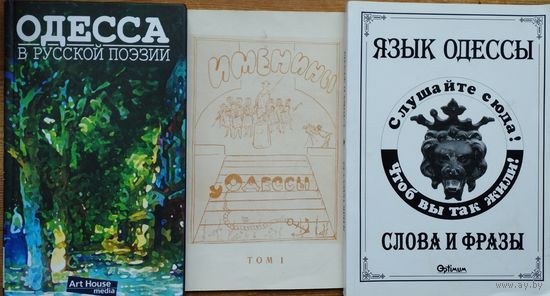 ОДЕССА
В РУССКОЙ ПОЭЗИИ
Art House
media
ИМЕНИНЫ
У ОДЕССЫ
ТОМ I
ЯЗЫК ОДЕССЫ
Слушайте сюда!
Чтоб вы так жили!
СЛОВА И ФРАЗЫ
Optimum
www.ay.by